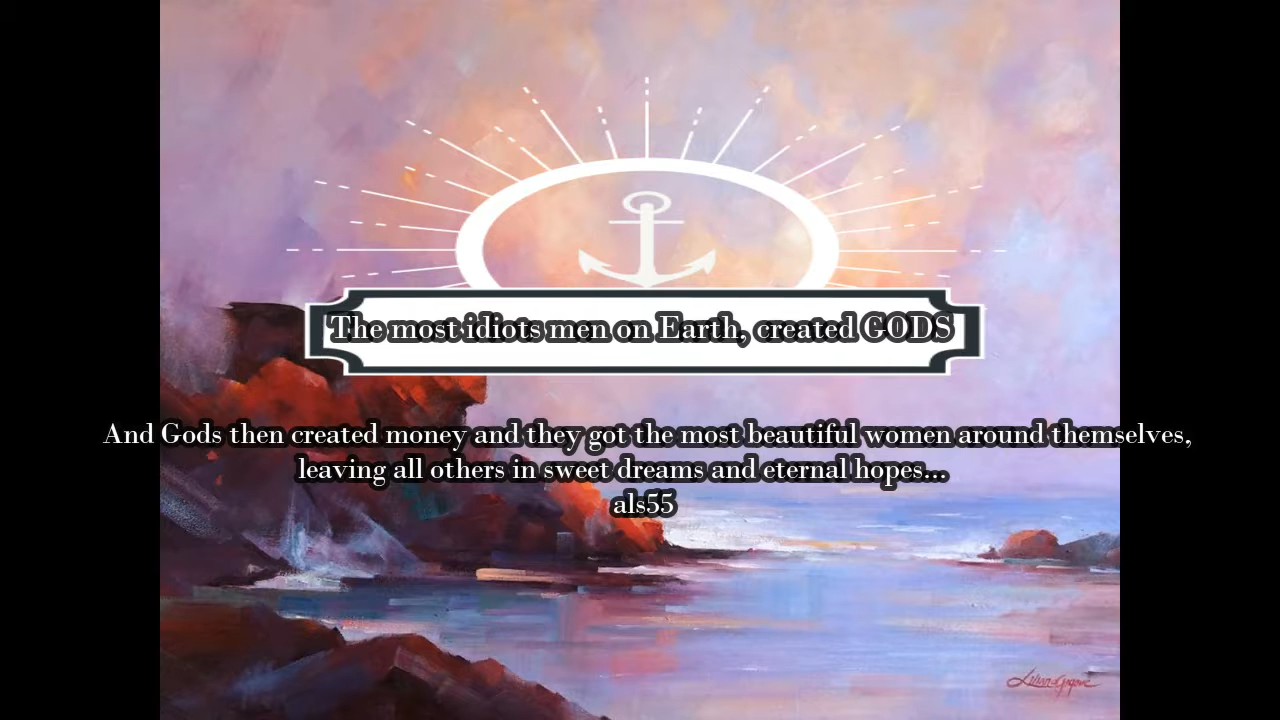 The most idiots men on Earth, created GODS
And Gods then created money and they got the most beautiful women around themselves,
leaving all others in sweet dreams and eternal hopes...
als55